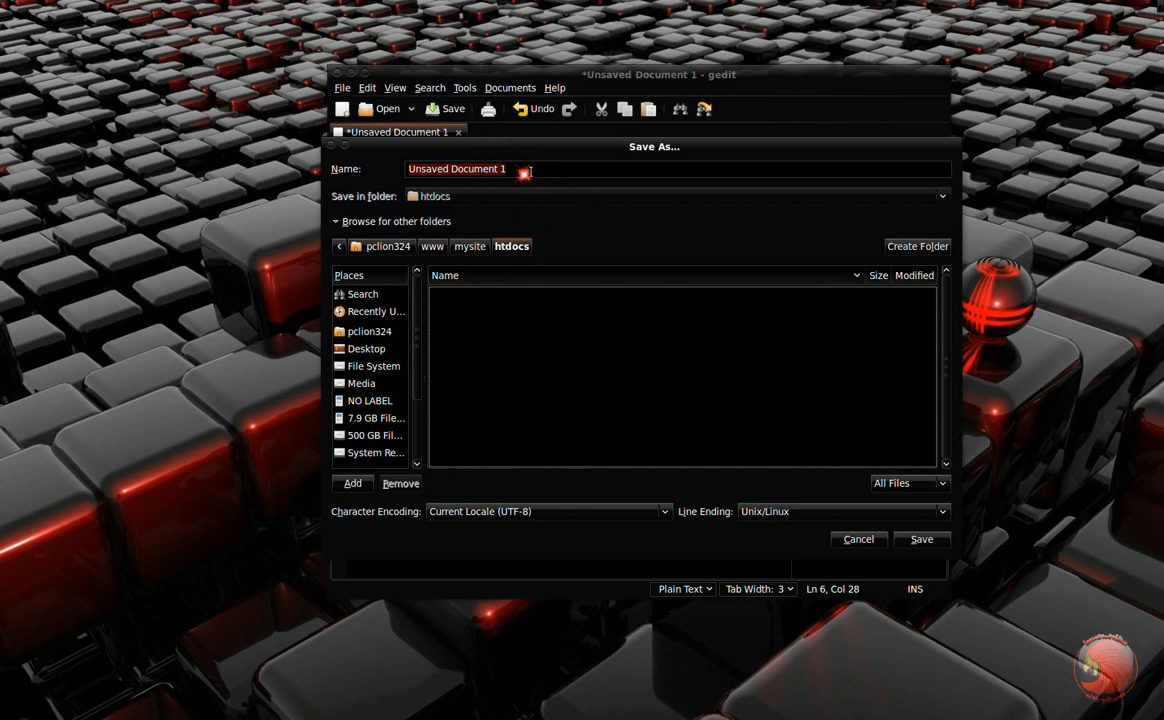 *Unsaved Document 1 - gedit
File Edit View Search Tools Documents Help
Open Save Undo
*Unsaved Document 1 ×
Save As...
Name: Unsaved Document 1
Save in folder: htdocs
Browse for other folders
pclion324 www mysite htdocs Create Folder
Places Name Size Modified
Search
Recently U...
pclion324
Desktop
File System
Media
NO LABEL
7.9 GB File...
500 GB Fil...
System Re...
Add Remove All Files
Character Encoding: Current Locale (UTF-8) Line Ending: Unix/Linux
Cancel Save
Plain Text Tab Width: 3 Ln 6, Col 28 INS